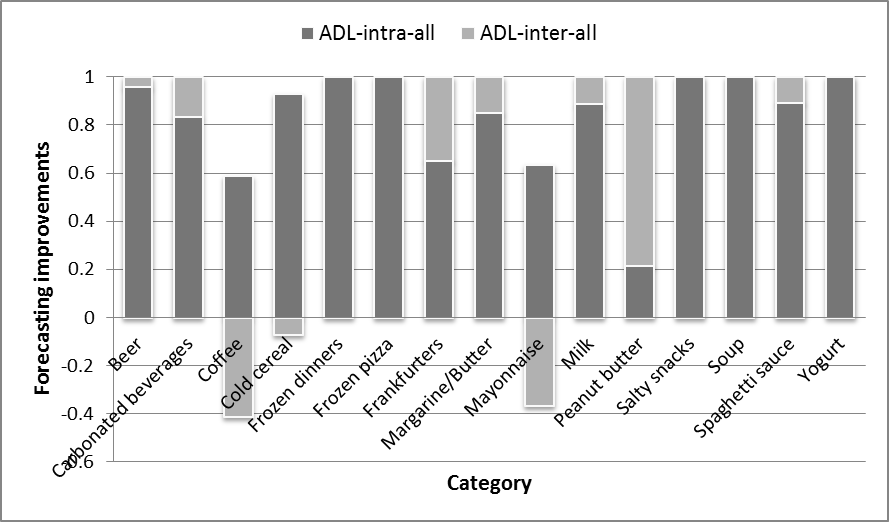 ADL-intra-all ADL-inter-all
1
0.8
0.6
0.4
0.2
0
-0.2
-0.4
0.6
Forecasting improvements
Beer
Carbonated beverages
Coffee
Cold cereal
Frozen dinners
Frozen pizza
Frankfurters
Margarine/Butter
Mayonnaise
Milk
Peanut butter
Salty snacks
Soup
Spaghetti sauce
Yogurt
Category